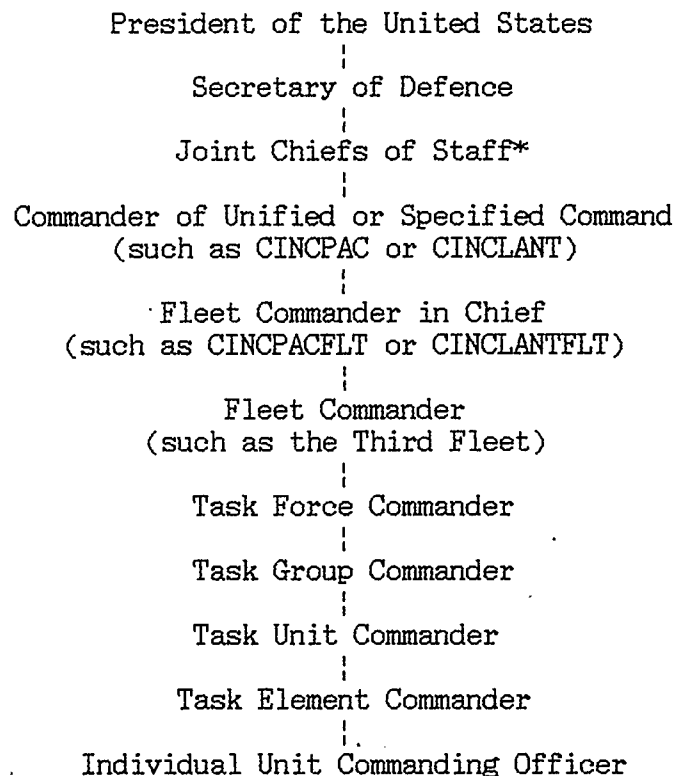 President of the United States
Secretary of Defence
Joint Chiefs of Staff*
Commander of Unified or Specified Command
(such as CINCPAC or CINCLANT)
Fleet Commander in Chief
(such as CINCPACFLT or CINCLANTFLT)
Fleet Commander
(such as the Third Fleet)
Task Force Commander
Task Group Commander
Task Unit Commander
Task Element Commander
Individual Unit Commanding Officer